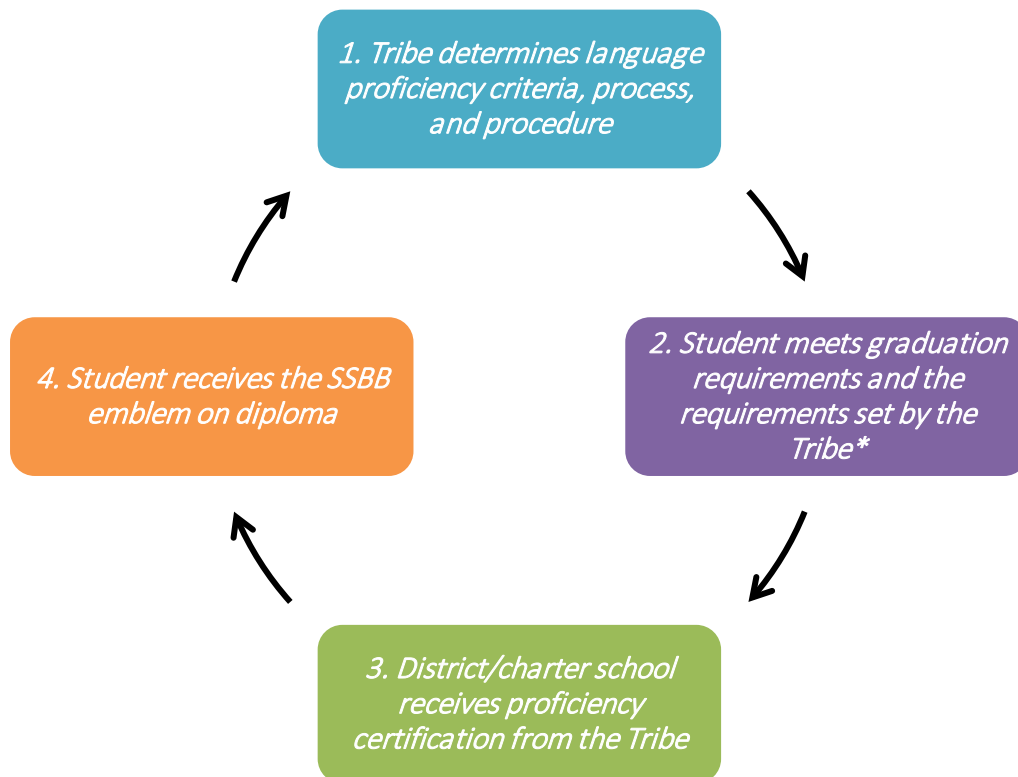 1. Tribe determines language
proficiency criteria, process,
and procedure
2. Student meets graduation
requirements and the
requirements set by the
Tribe*
3. District/charter school
receives proficiency
certification from the Tribe
4. Student receives the SSBB
emblem on diploma